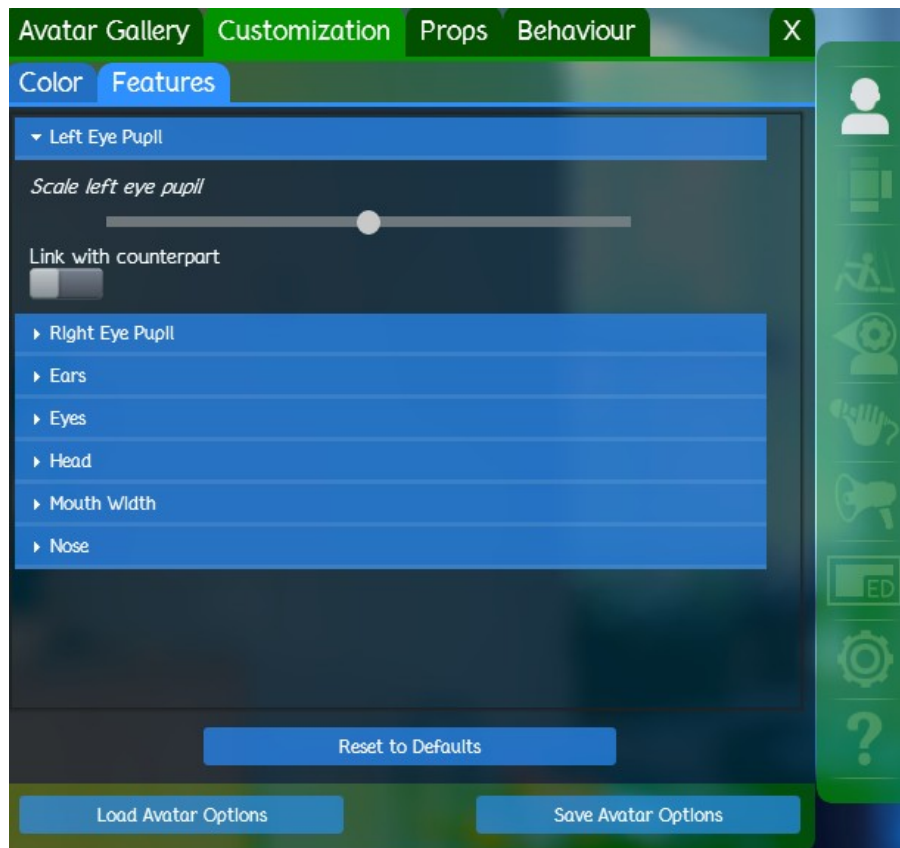 Avatar Gallery Customization Props Behaviour X
Color Features
Left Eye Pupil
Scale left eye pupil
Link with counterpart
Right Eye Pupil
Ears
Eyes
Head
Mouth Width
Nose
ED
Reset to Defaults
?
Load Avatar Options Save Avatar Options